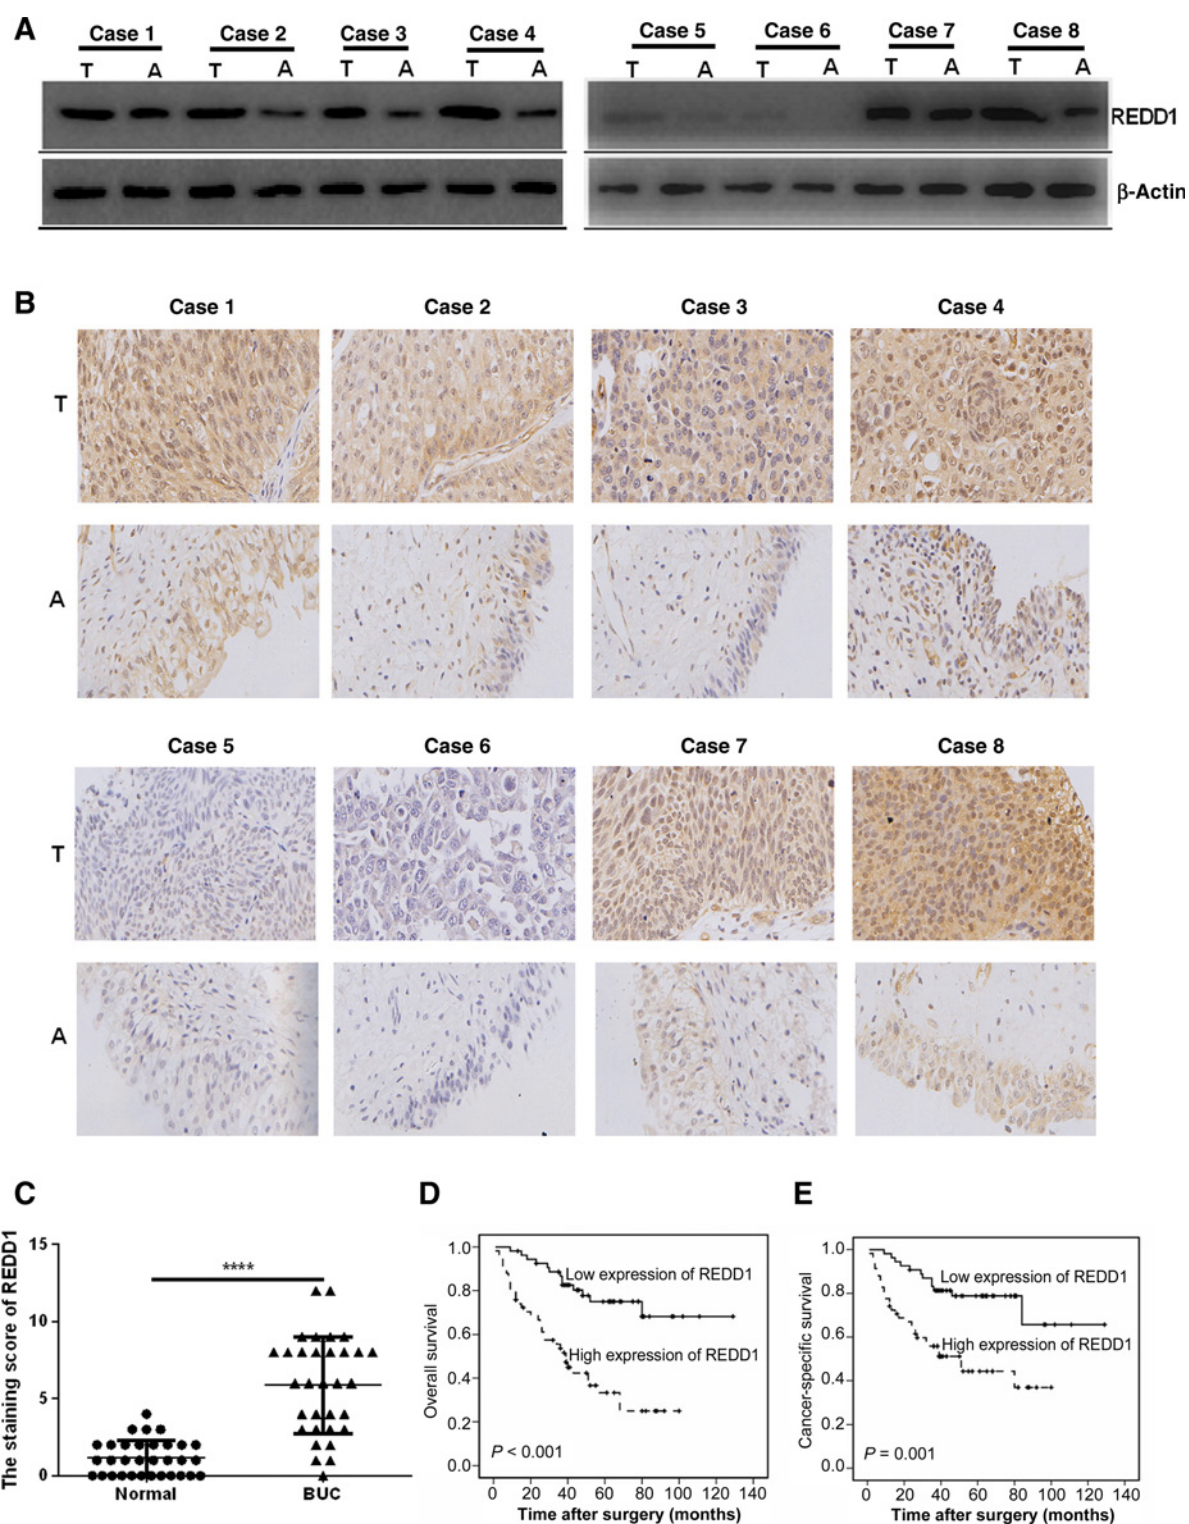 A
Case 1 Case 2 Case 3 Case 4 Case 5 Case 6 Case 7 Case 8
T A T A T A T A T A T A T A T A
REDD1
β-Actin
B
Case 1 Case 2 Case 3 Case 4
T
A
Case 5 Case 6 Case 7 Case 8
T
A
C
The staining score of REDD1
15
10
5
0
****
Normal BUC
D
Overall survival
1.0
0.8
0.6
0.4
0.2
0.0
Low expression of REDD1
High expression of REDD1
P < 0.001
0 20 40 60 80 100 120 140
Time after surgery (months)
E
Cancer-specific survival
1.0
0.8
0.6
0.4
0.2
0.0
Low expression of REDD1
High expression of REDD1
P = 0.001
0 20 40 60 80 100 120 140
Time after surgery (months)